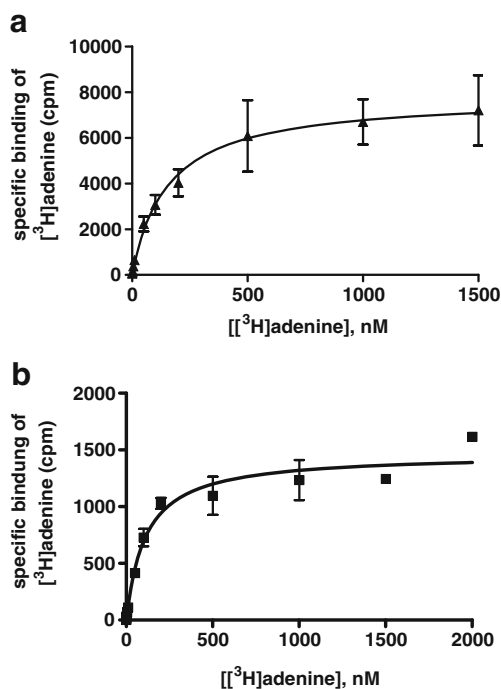 a
10000
8000
6000
4000
2000
0
specific binding of
[³H]adenine (cpm)
0 500 1000 1500
[[³H]adenine], nM
b
2000
1500
1000
500
0
specific bindung of
[³H]adenine (cpm)
0 500 1000 1500 2000
[[³H]adenine], nM